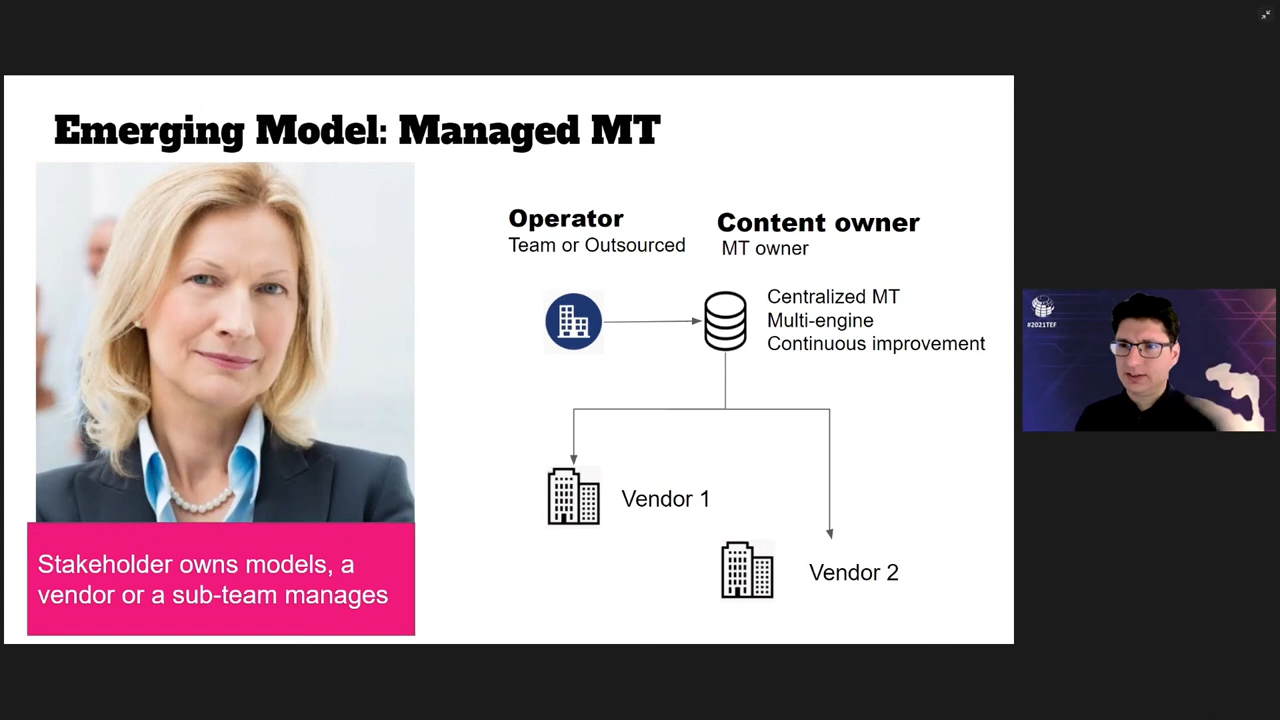 Emerging Model: Managed MT
Operator
Team or Outsourced
Content owner
MT owner
Centralized MT
Multi-engine
Continuous improvement
Vendor 1
Vendor 2
Stakeholder owns models, a
vendor or a sub-team manages
#2021TEF